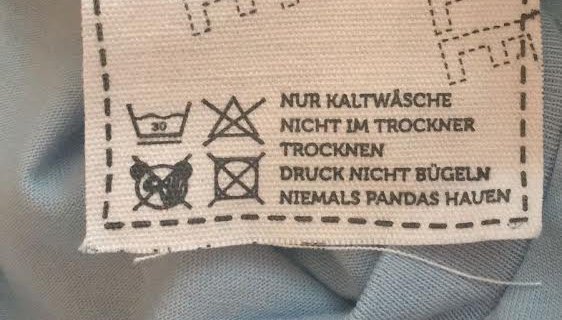 30
NUR KALTWÄSCHE
NICHT IM TROCKNER
TROCKNEN
DRUCK NICHT BÜGELN
NIEMALS PANDAS HAUEN